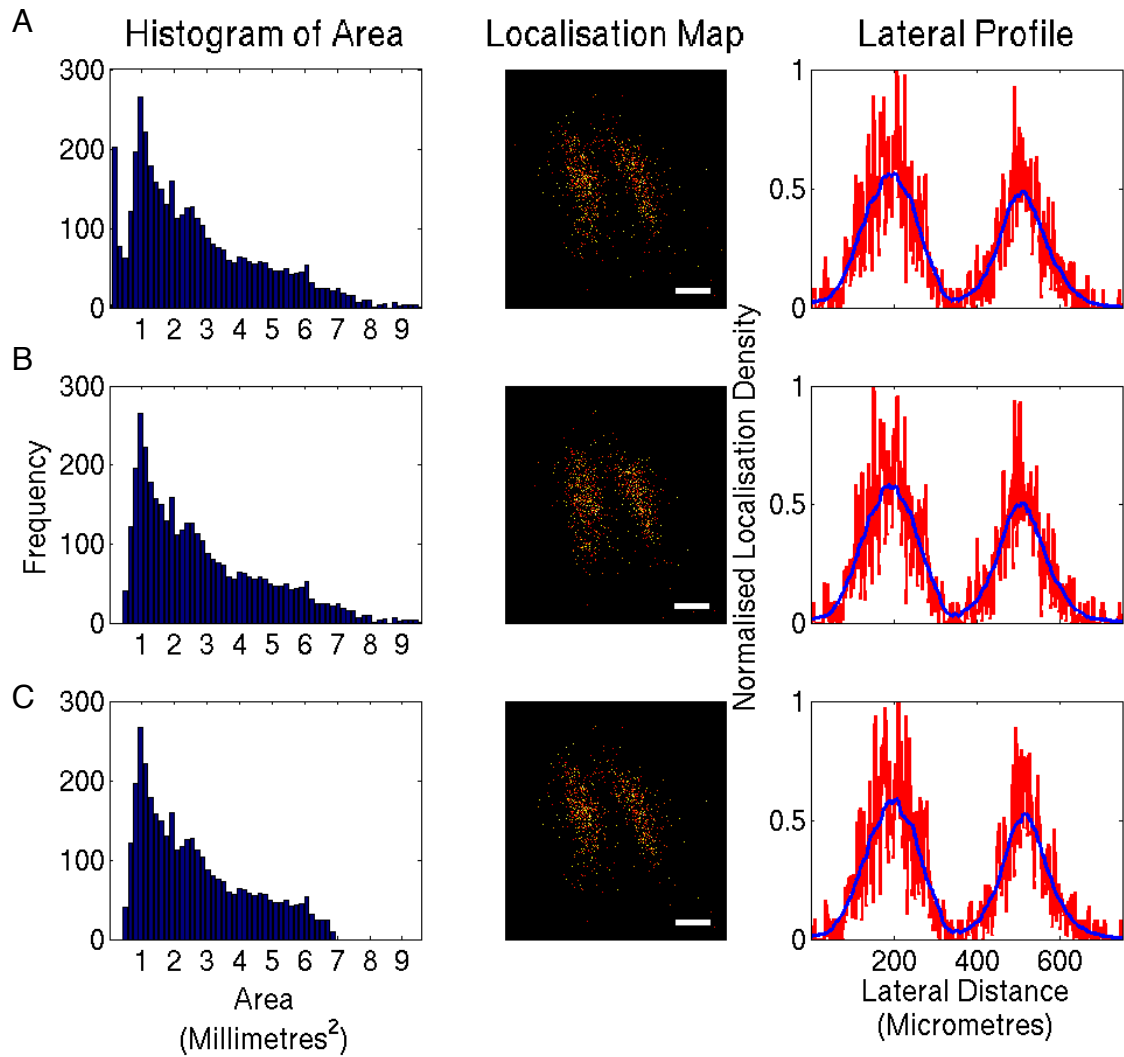 A
Histogram of Area
Localisation Map
Lateral Profile
300
200
100
0
1 2 3 4 5 6 7 8 9
1
0.5
0
B
300
200
100
0
1 2 3 4 5 6 7 8 9
Frequency
Normalised Localisation Density
1
0.5
0
C
300
200
100
0
1 2 3 4 5 6 7 8 9
Area
(Millimetres²)
1
0.5
0
200 400 600
Lateral Distance
(Micrometres)